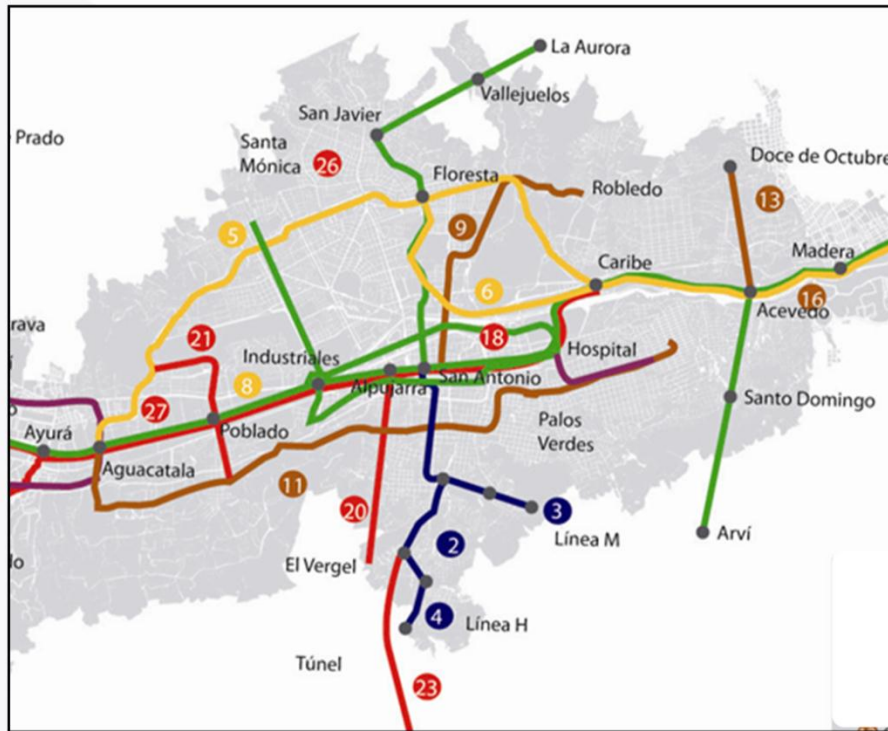 La Aurora
Vallejuelos
San Javier
Prado
Santa
Mónica
26
Floresta
Robledo
Doce de Octubre
13
5
9
Caribe
Madera
6
16
Acevedo
rava
21
18
Industriales
Hospital
Alpujarra
San Antonio
8
27
Santo Domingo
Ayurá
Poblado
Palos
Verdes
Aguacatala
11
20
3
Arví
2
Línea M
El Vergel
lo
4
Línea H
Túnel
23